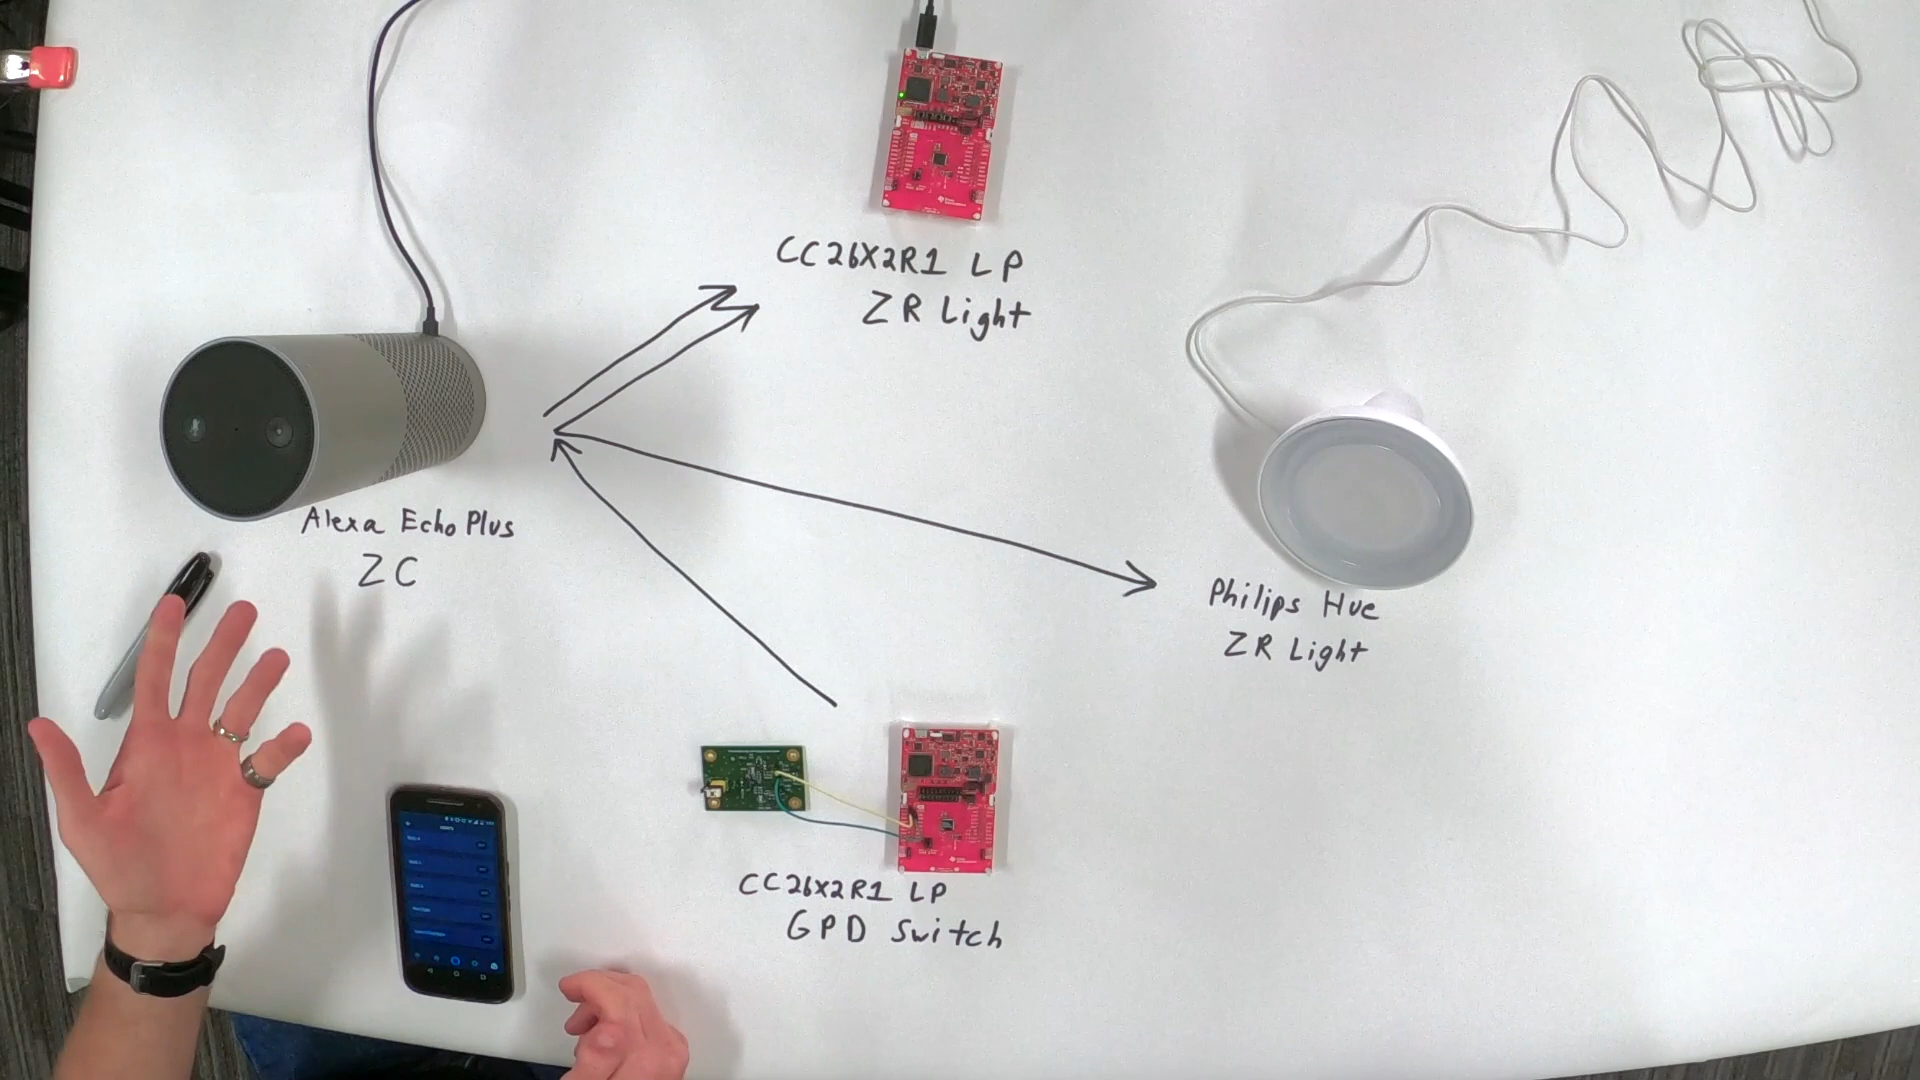 CC26X2R1 LP
ZR Light
Alexa Echo Plus
ZC
Philips Hue
ZR Light
CC26X2R1 LP
GPD Switch